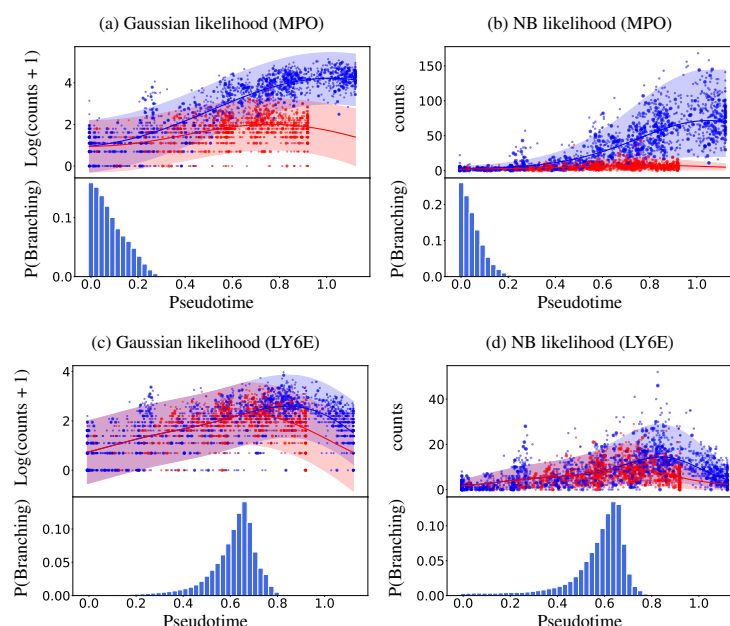 (a) Gaussian likelihood (MPO)
(b) NB likelihood (MPO)
Log(counts + 1)
4
2
0
counts
150
100
50
0
P(Branching)
0.1
0.0
P(Branching)
0.2
0.1
0.0
0.0 0.2 0.4 0.6 0.8 1.0
Pseudotime
0.0 0.2 0.4 0.6 0.8 1.0
Pseudotime
(c) Gaussian likelihood (LY6E)
(d) NB likelihood (LY6E)
Log(counts + 1)
4
2
0
counts
40
20
0
P(Branching)
0.10
0.05
0.00
P(Branching)
0.10
0.05
0.00
0.0 0.2 0.4 0.6 0.8 1.0
Pseudotime
0.0 0.2 0.4 0.6 0.8 1.0
Pseudotime